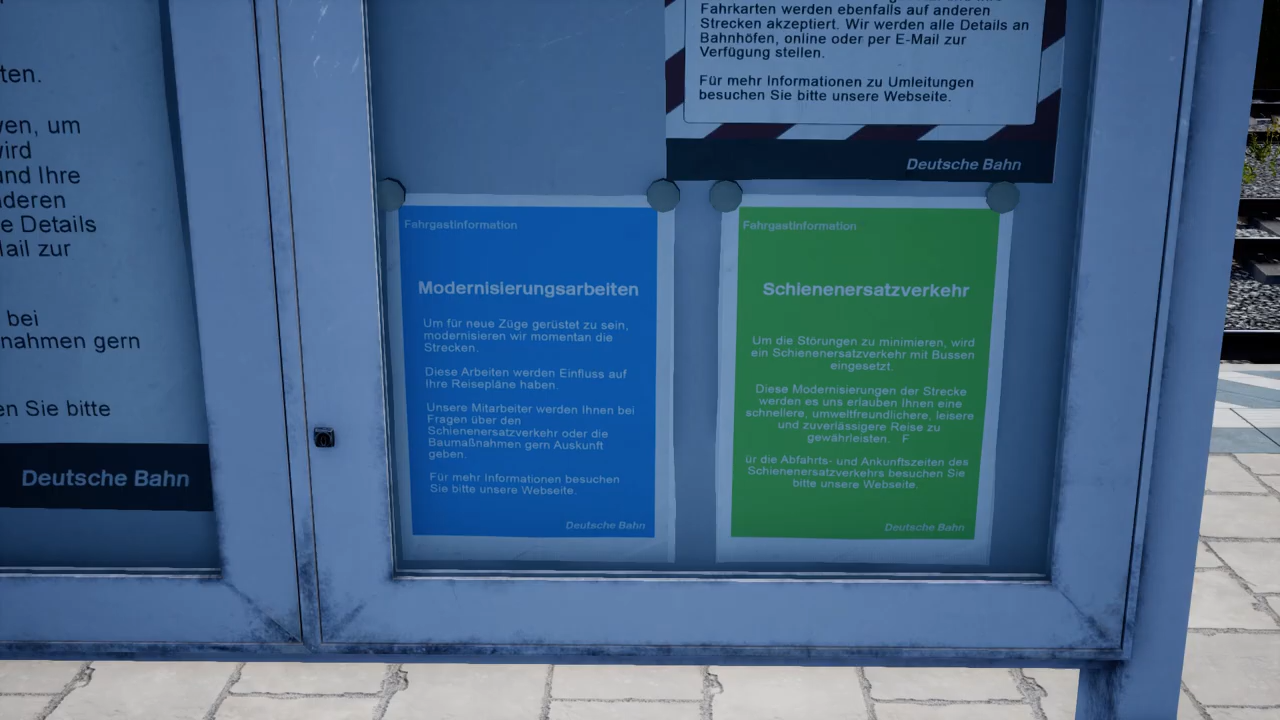 ten.
um
wird
und Ihre
anderen
Details
zur
bei
gern
Sie bitte
Deutsche Bahn
Fahrkarten werden ebenfalls auf anderen
Strecken akzeptiert. Wir werden alle Details an
Bahnhöfen, online oder per E-Mail zur
Verfügung stellen.
Für mehr Informationen zu Umleitungen
besuchen Sie bitte unsere Webseite.
Deutsche Bahn
Fahrgastinformation
Modernisierungsarbeiten
Um für neue Züge gerüstet zu sein,
modernisieren wir momentan die
Strecken.
Diese Arbeiten werden Einfluss auf
Ihre Reisepläne haben.
Unsere Mitarbeiter werden Ihnen bei
Fragen über den
Schienenersatzverkehr oder die
Baumaßnahmen gern Auskunft
geben.
Für mehr Informationen besuchen
Sie bitte unsere Webseite.
Deutsche Bahn
Fahrgastinformation
Schienenersatzverkehr
Um die Störungen zu minimieren, wird
ein Schienenersatzverkehr mit Bussen
eingesetzt.
Diese Modernisierungen der Strecke
werden es uns erlauben Ihnen eine
schnellere, umweltfreundlichere, leisere
und zuverlässigere Reise zu
gewährleisten. F
ür die Abfahrts- und Ankunftszeiten des
Schienenersatzverkehrs besuchen Sie
bitte unsere Webseite.
Deutsche Bahn